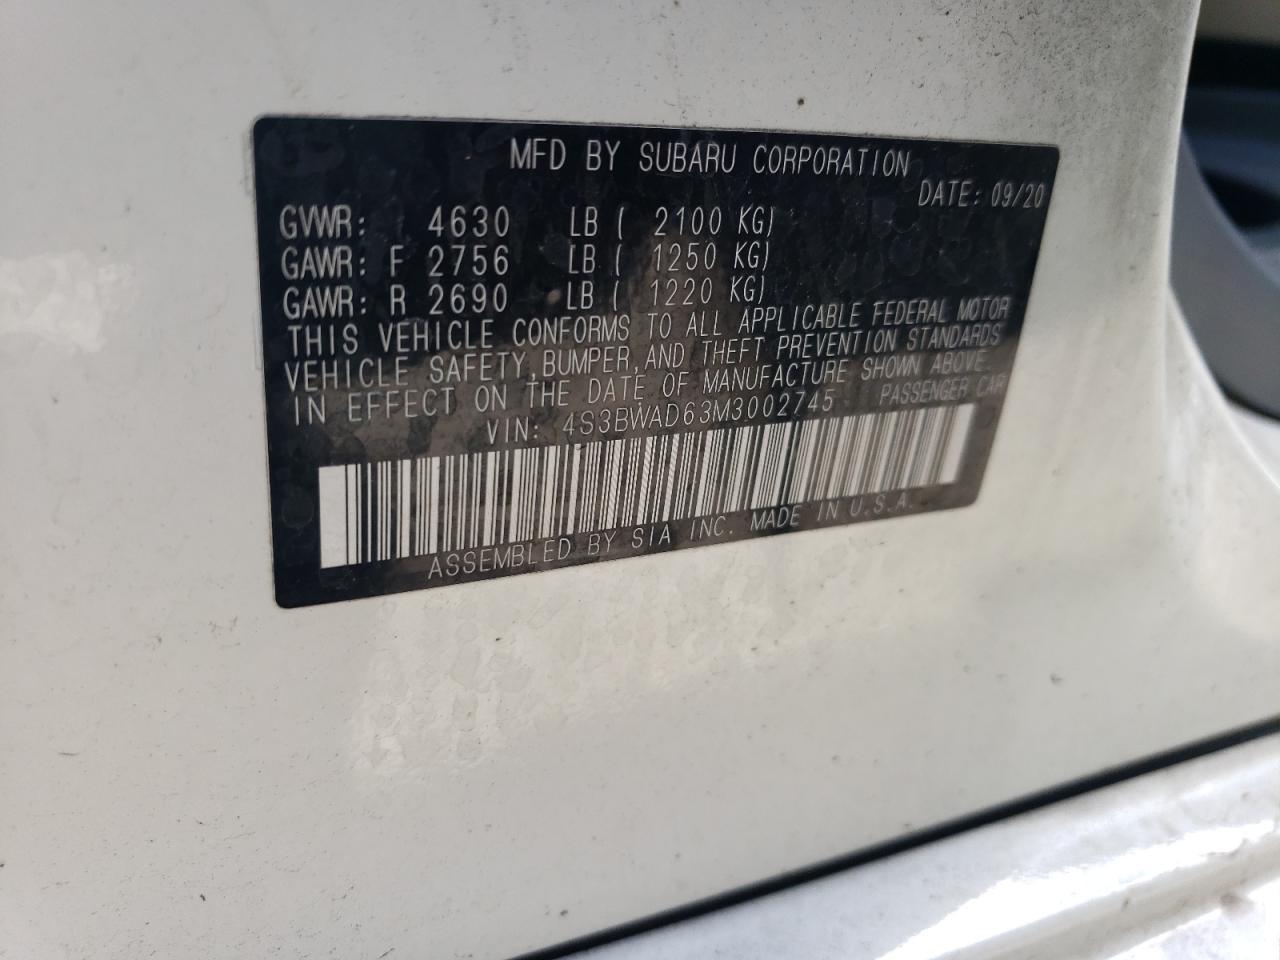 MFD BY SUBARU CORPORATION
DATE: 09/20
GVWR: 4630 LB ( 2100 KG)
GAWR: F 2756 LB ( 1250 KG)
GAWR: R 2690 LB ( 1220 KG)
THIS VEHICLE CONFORMS TO ALL APPLICABLE FEDERAL MOTOR
VEHICLE SAFETY, BUMPER, AND THEFT PREVENTION STANDARDS
IN EFFECT ON THE DATE OF MANUFACTURE SHOWN ABOVE.
VIN: 4S3BWAD63M3002745 PASSENGER CAR
ASSEMBLED BY SIA INC. MADE IN U.S.A.